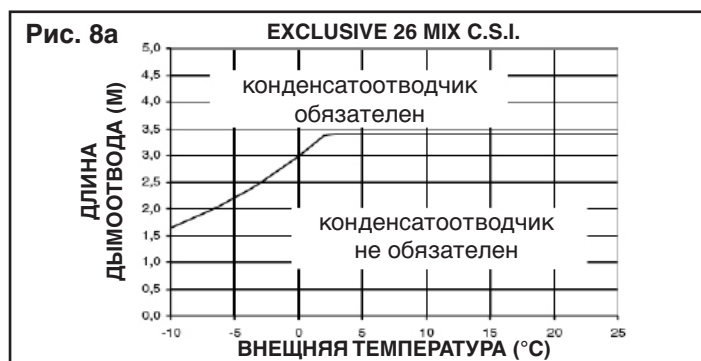 Рис. 8а
EXCLUSIVE 26 MIX C.S.I.
ДЛИНА
ДЫМООТВОДА (М)
5,0
4,5
4,0
3,5
3,0
2,5
2,0
1,5
1,0
0,5
0,0
конденсатоотводчик
обязателен
конденсатоотводчик
не обязателен
-10 -5 0 5 10 15 20 25
ВНЕЩНЯЯ ТЕМПЕРАТУРА (°С)